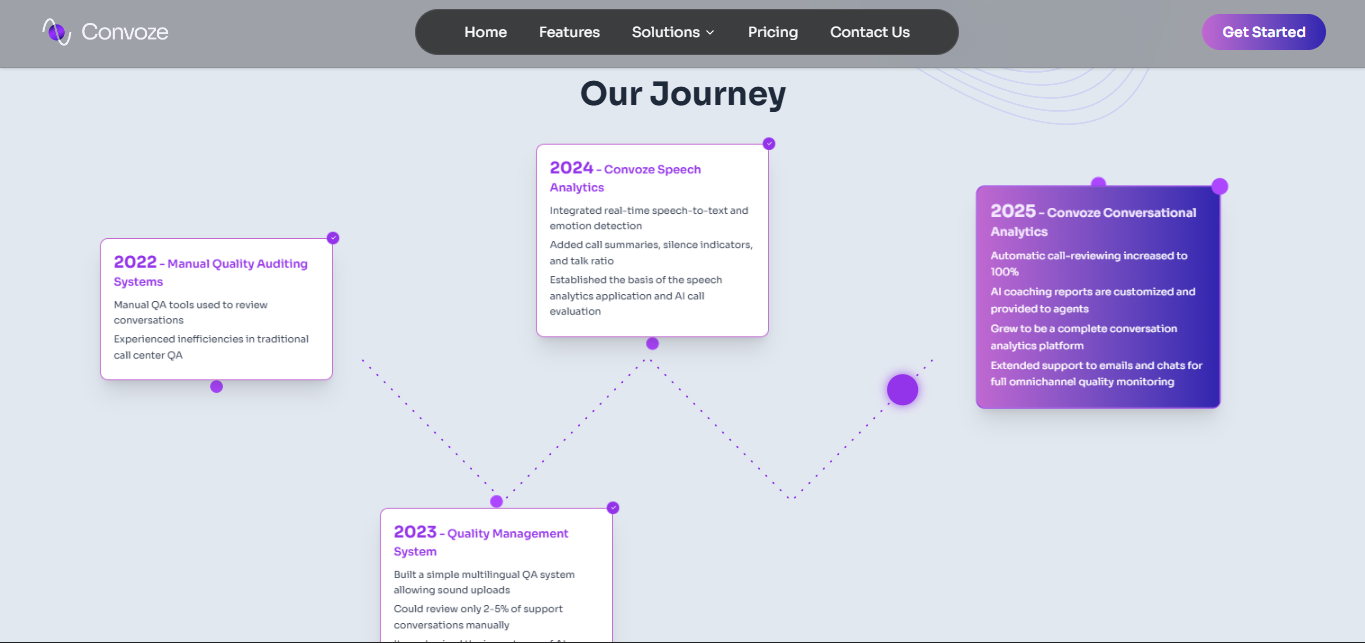 Convoze
Home
Features
Solutions
Pricing
Contact Us
Get Started
Our Journey
2022 - Manual Quality Auditing
Systems
Manual QA tools used to review
conversations
Experienced inefficiencies in traditional
call center QA
2023 - Quality Management
System
Built a simple multilingual QA system
allowing sound uploads
Could review only 2-5% of support
conversations manually
2024 - Convoze Speech
Analytics
Integrated real-time speech-to-text and
emotion detection
Added call summaries, silence indicators,
and talk ratio
Established the basis of the speech
analytics application and AI call
evaluation
2025 - Convoze Conversational
Analytics
Automatic call-reviewing increased to
100%
AI coaching reports are customized and
provided to agents
Grew to be a complete conversation
analytics platform
Extended support to emails and chats for
full omnichannel quality monitoring